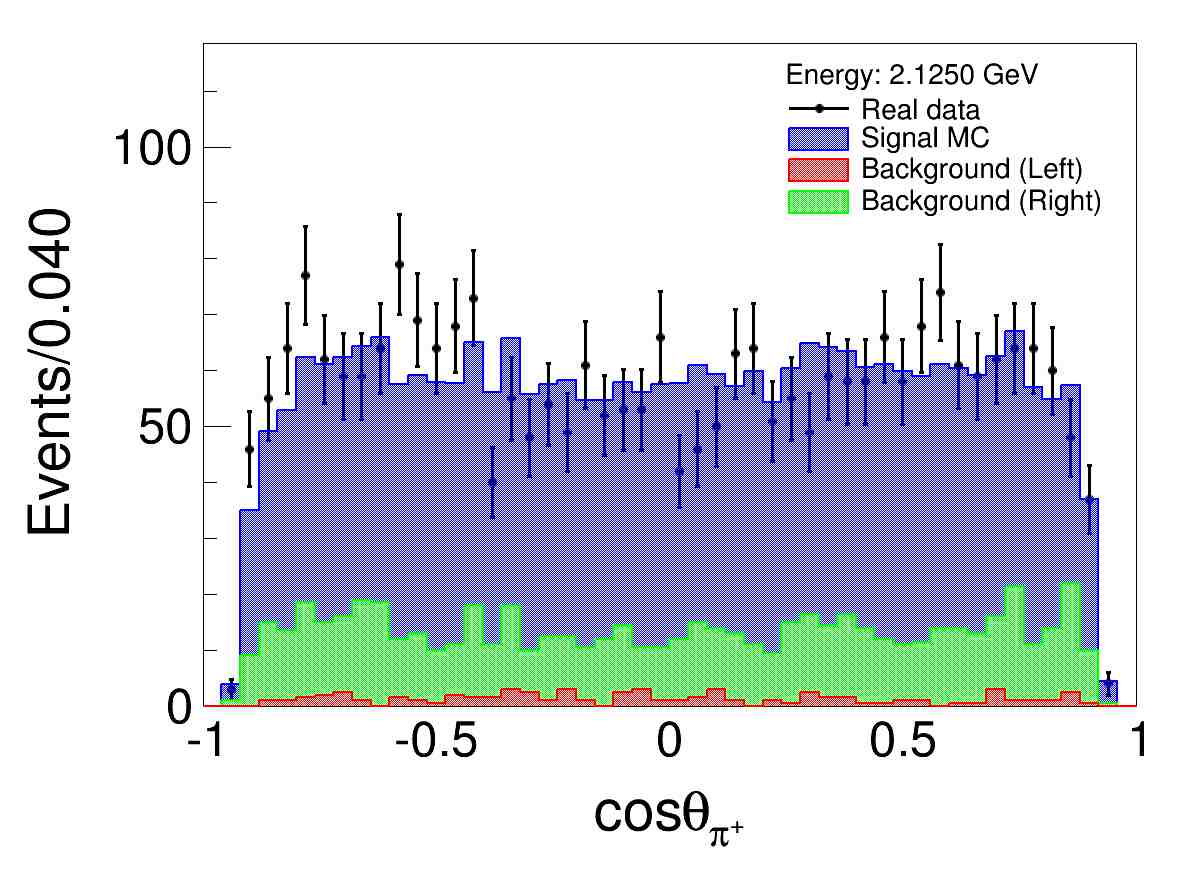 Energy: 2.1250 GeV
Real data
Signal MC
Background (Left)
Background (Right)
Events/0.040
100
50
0
-1 -0.5 0 0.5 1
cosθπ+